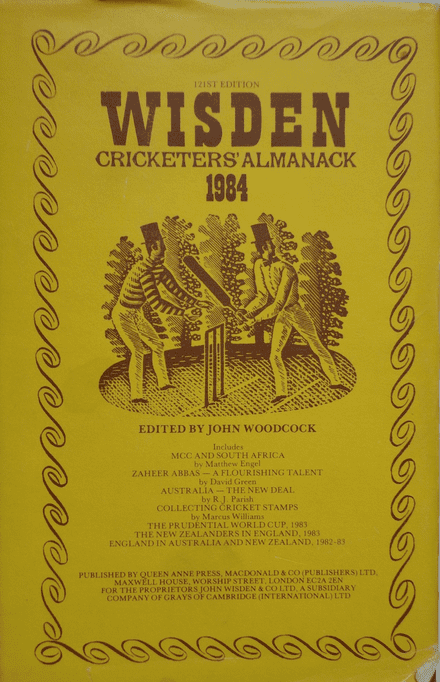 121ST EDITION
WISDEN
CRICKETERS' ALMANACK
1984
EDITED BY JOHN WOODCOCK
Includes
MCC AND SOUTH AFRICA
by Matthew Engel
ZAHEER ABBAS — A FLOURISHING TALENT
by David Green
AUSTRALIA — THE NEW DEAL
by R. J. Parish
COLLECTING CRICKET STAMPS
by Marcus Williams
THE PRUDENTIAL WORLD CUP, 1983
THE NEW ZEALANDERS IN ENGLAND, 1983
ENGLAND IN AUSTRALIA AND NEW ZEALAND, 1982-83
PUBLISHED BY QUEEN ANNE PRESS, MACDONALD & CO (PUBLISHERS) LTD,
MAXWELL HOUSE, WORSHIP STREET, LONDON EC2A 2EN
FOR THE PROPRIETORS JOHN WISDEN & CO LTD, A SUBSIDIARY
COMPANY OF GRAYS OF CAMBRIDGE (INTERNATIONAL) LTD